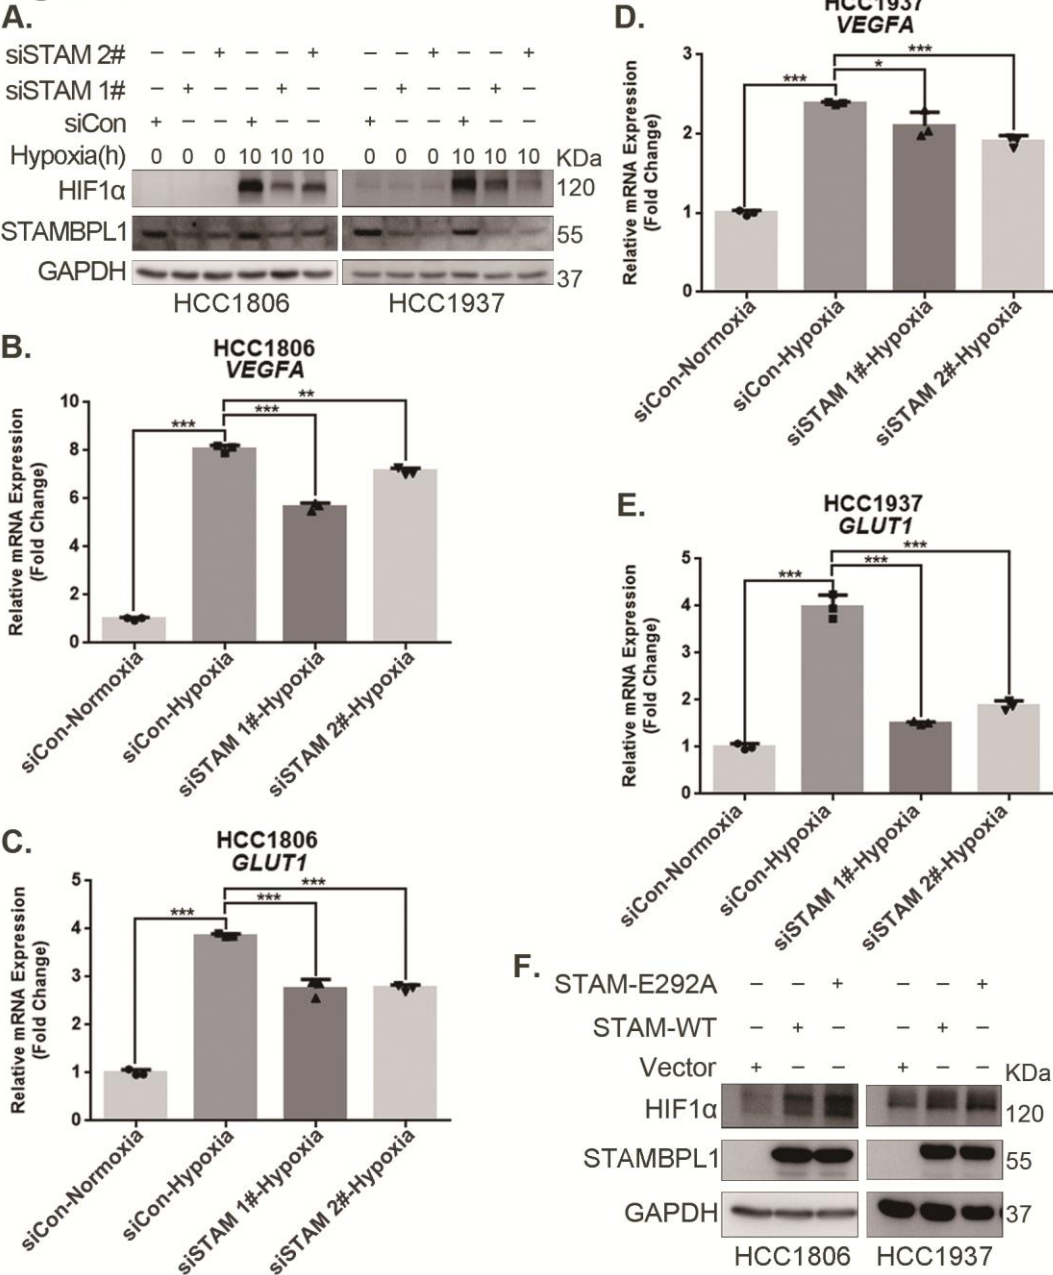 A.
siSTAM 2# – – + – – + – – + – – +
siSTAM 1# – + – – + – – + – – + –
siCon + – – + – – + – – + – –
Hypoxia(h) 0 0 0 10 10 10 0 0 0 10 10 10 KDa
HIF1α 120
STAMBPL1 55
GAPDH 37
HCC1806 HCC1937
B.
HCC1806
VEGFA
Relative mRNA Expression
(Fold Change)
10
8
6
4
2
0
***
***
**
siCon-Normoxia
siCon-Hypoxia
siSTAM 1#-Hypoxia
siSTAM 2#-Hypoxia
C.
HCC1806
GLUT1
Relative mRNA Expression
(Fold Change)
5
4
3
2
1
0
***
***
***
siCon-Normoxia
siCon-Hypoxia
siSTAM 1#-Hypoxia
siSTAM 2#-Hypoxia
D.
HCC1937
VEGFA
Relative mRNA Expression
(Fold Change)
3
2
1
0
***
*
***
siCon-Normoxia
siCon-Hypoxia
siSTAM 1#-Hypoxia
siSTAM 2#-Hypoxia
E.
HCC1937
GLUT1
Relative mRNA Expression
(Fold Change)
5
4
3
2
1
0
***
***
***
siCon-Normoxia
siCon-Hypoxia
siSTAM 1#-Hypoxia
siSTAM 2#-Hypoxia
F.
STAM-E292A – – + – – +
STAM-WT – + – – + –
Vector + – – + – – KDa
HIF1α 120
STAMBPL1 55
GAPDH 37
HCC1806 HCC1937